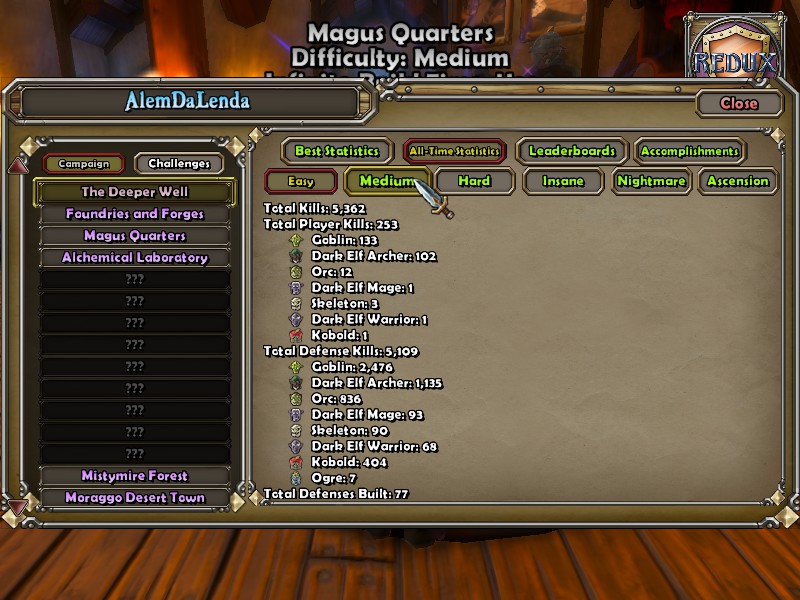 Magus Quarters
Difficulty: Medium
REDUX
AlemDaLenda
Close
Campaign
Challenges
The Deeper Well
Foundries and Forges
Magus Quarters
Alchemical Laboratory
???
???
???
???
???
???
???
???
???
Mistymire Forest
Moraggo Desert Town
Best Statistics
All-Time Statistics
Leaderboards
Accomplishments
Easy
Medium
Hard
Insane
Nightmare
Ascension
Total Kills: 5,362
Total Player Kills: 253
Goblin: 133
Dark Elf Archer: 102
Orc: 12
Dark Elf Mage: 1
Skeleton: 3
Dark Elf Warrior: 1
Kobold: 1
Total Defense Kills: 5,109
Goblin: 2,476
Dark Elf Archer: 1,135
Orc: 836
Dark Elf Mage: 93
Skeleton: 90
Dark Elf Warrior: 68
Kobold: 404
Ogre: 7
Total Defenses Built: 77